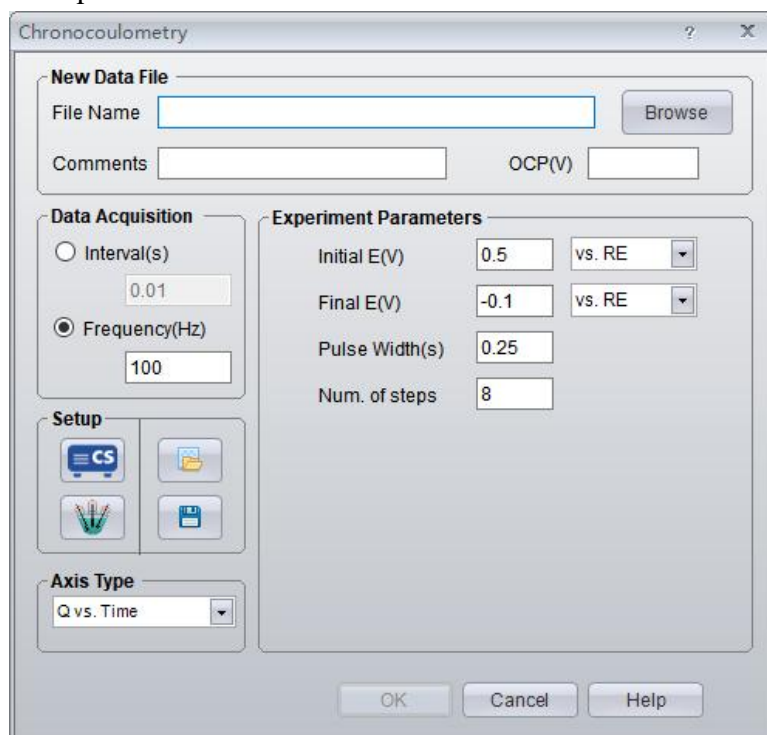 Chronocoulometry ? X
New Data File
File Name Browse
Comments OCP(V)
Data Acquisition
Interval(s)
0.01
Frequency(Hz)
100
Experiment Parameters
Initial E(V) 0.5 vs. RE
Final E(V) -0.1 vs. RE
Pulse Width(s) 0.25
Num. of steps 8
Setup
CS
Axis Type
Q vs. Time
OK Cancel Help